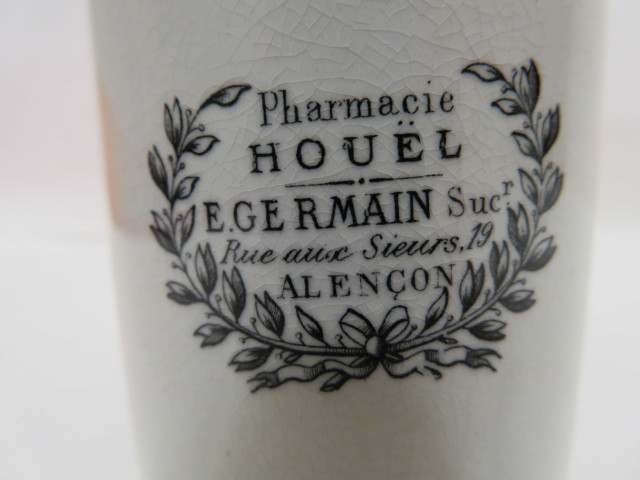 Pharmacie
HOUËL
E. GERMAIN Sucr.
Rue aux Sieurs, 19
ALENÇON